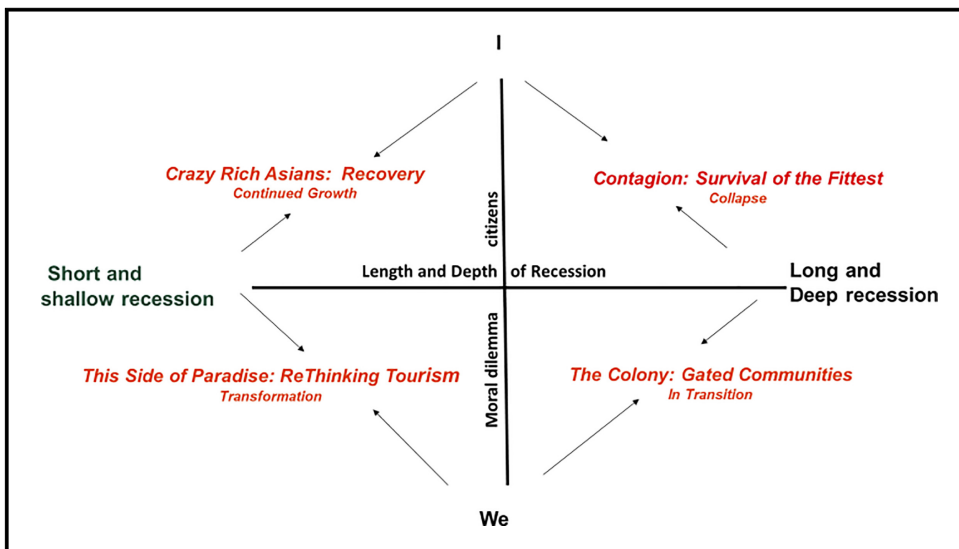 I
Crazy Rich Asians: Recovery
Continued Growth
Contagion: Survival of the Fittest
Collapse
citizens
Short and
shallow recession
Length and Depth of Recession
Long and
Deep recession
Moral dilemma
This Side of Paradise: ReThinking Tourism
Transformation
The Colony: Gated Communities
In Transition
We